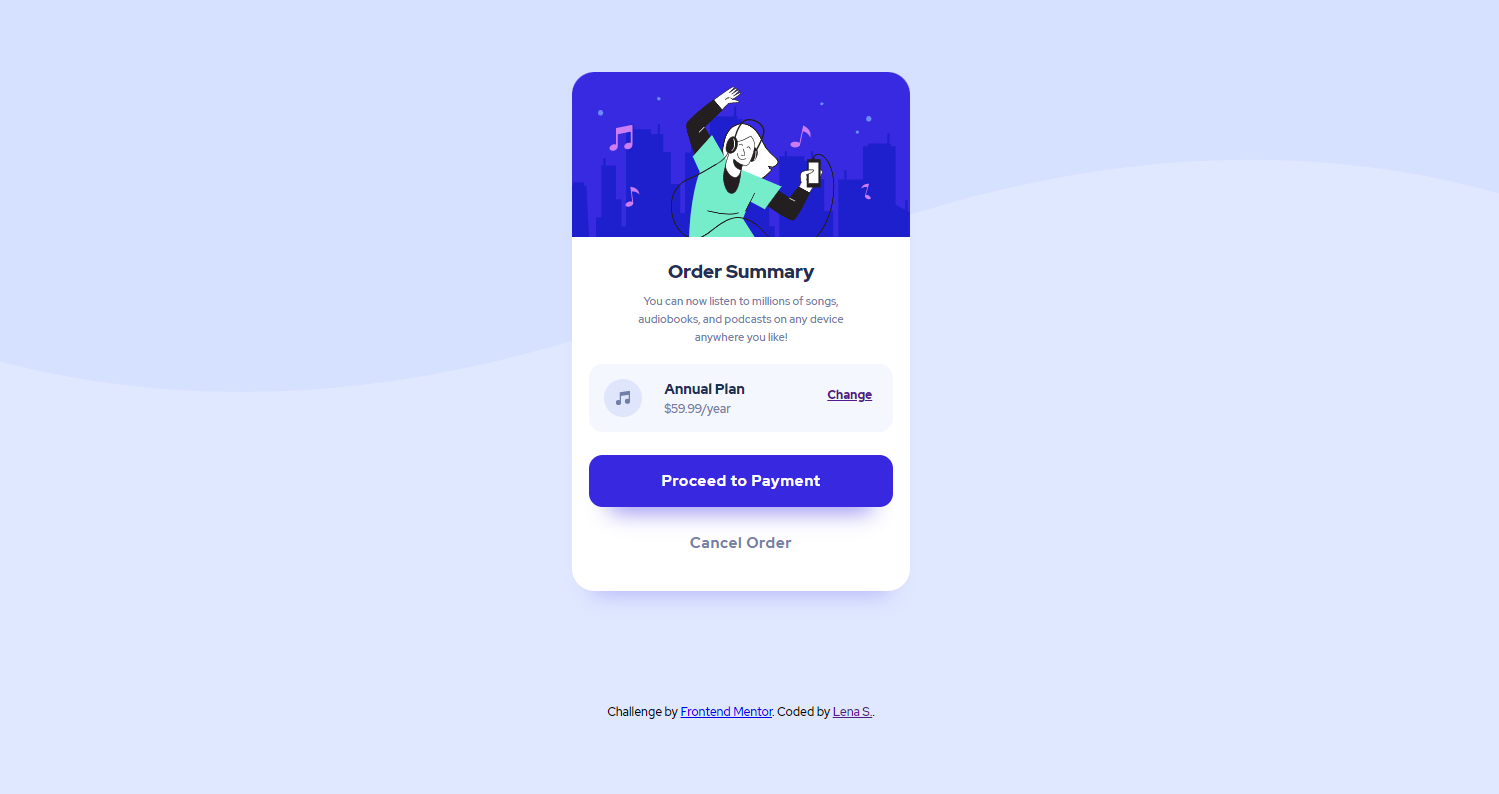 Order Summary
You can now listen to millions of songs,
audiobooks, and podcasts on any device
anywhere you like!
Annual Plan
$59.99/year
Change
Proceed to Payment
Cancel Order
Challenge by Frontend Mentor. Coded by Lena S..